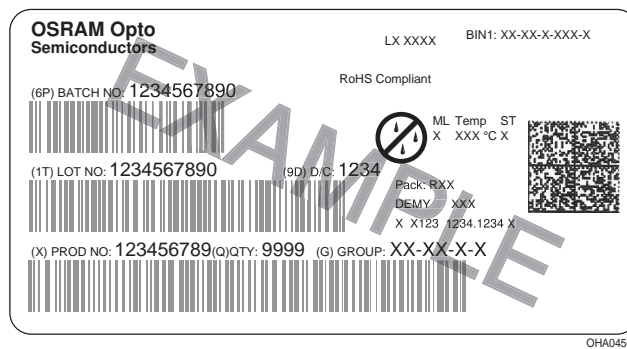 OSRAM Opto
Semiconductors
LX XXXX
BIN1: XX-XX-X-XXX-X
RoHS Compliant
(6P) BATCH NO: 1234567890
ML Temp ST
X XXX °C X
(1T) LOT NO: 1234567890
(9D) D/C: 1234
Pack: RXX
DEMY XXX
X X123 1234.1234 X
(X) PROD NO: 123456789(Q)QTY: 9999 (G) GROUP: XX-XX-X-X
EXAMPLE
OHA045